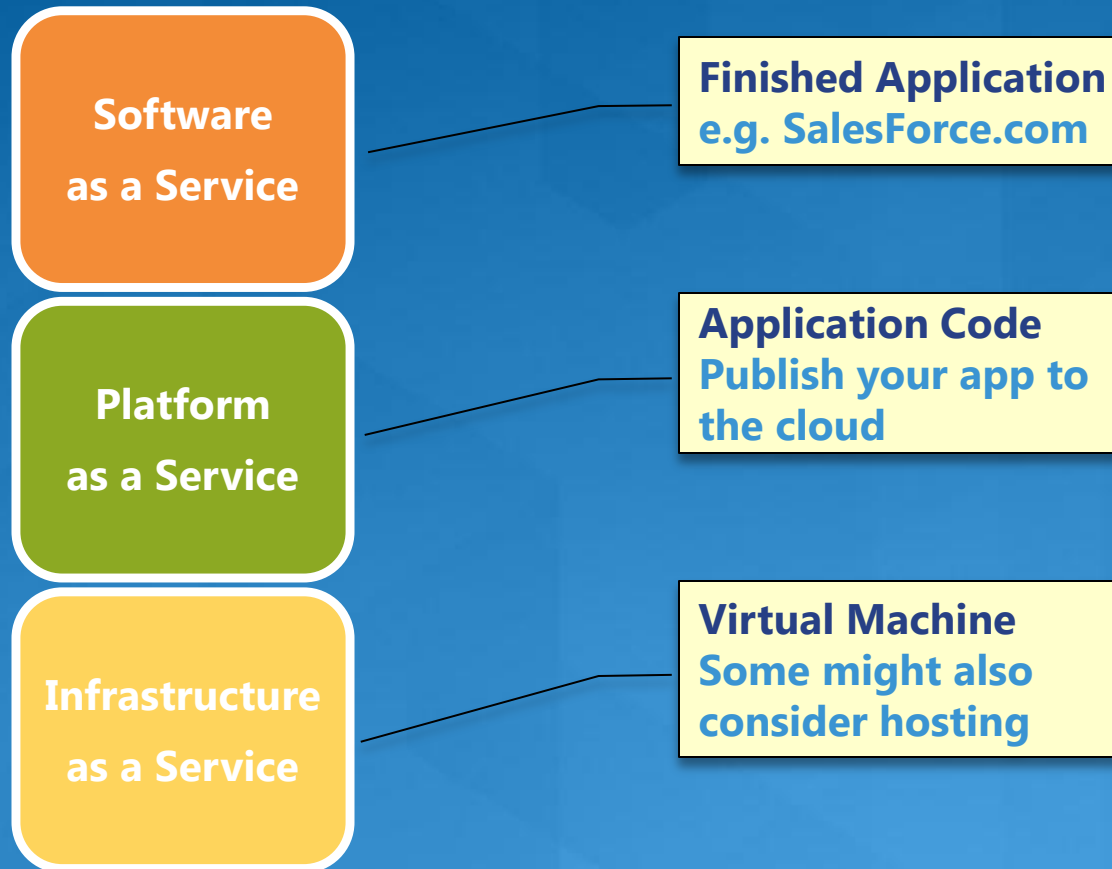 Software
as a Service
Finished Application
e.g. SalesForce.com
Platform
as a Service
Application Code
Publish your app to
the cloud
Infrastructure
as a Service
Virtual Machine
Some might also
consider hosting